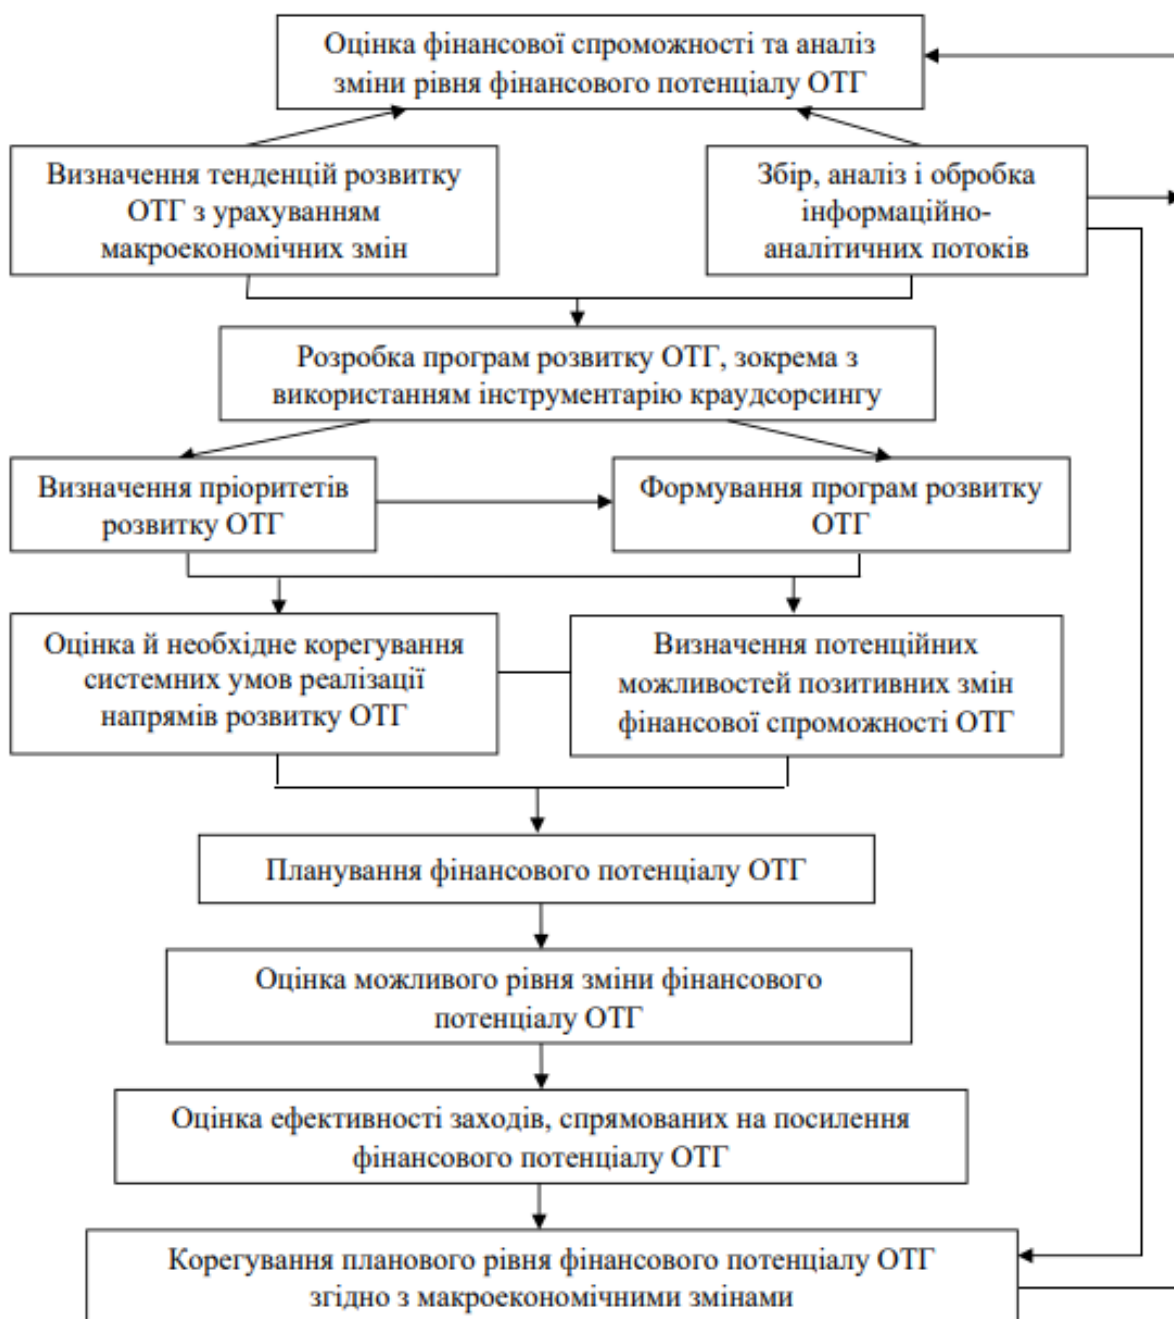 Оцінка фінансової спроможності та аналіз
зміни рівня фінансового потенціалу ОТГ
Визначення тенденцій розвитку
ОТГ з урахуванням
макроекономічних змін
Збір, аналіз і обробка
інформаційно-
аналітичних потоків
Розробка програм розвитку ОТГ, зокрема з
використанням інструментарію краудсорсингу
Визначення пріоритетів
розвитку ОТГ
Формування програм розвитку
ОТГ
Оцінка й необхідне корегування
системних умов реалізації
напрямів розвитку ОТГ
Визначення потенційних
можливостей позитивних змін
фінансової спроможності ОТГ
Планування фінансового потенціалу ОТГ
Оцінка можливого рівня зміни фінансового
потенціалу ОТГ
Оцінка ефективності заходів, спрямованих на посилення
фінансового потенціалу ОТГ
Корегування планового рівня фінансового потенціалу ОТГ
згідно з макроекономічними змінами